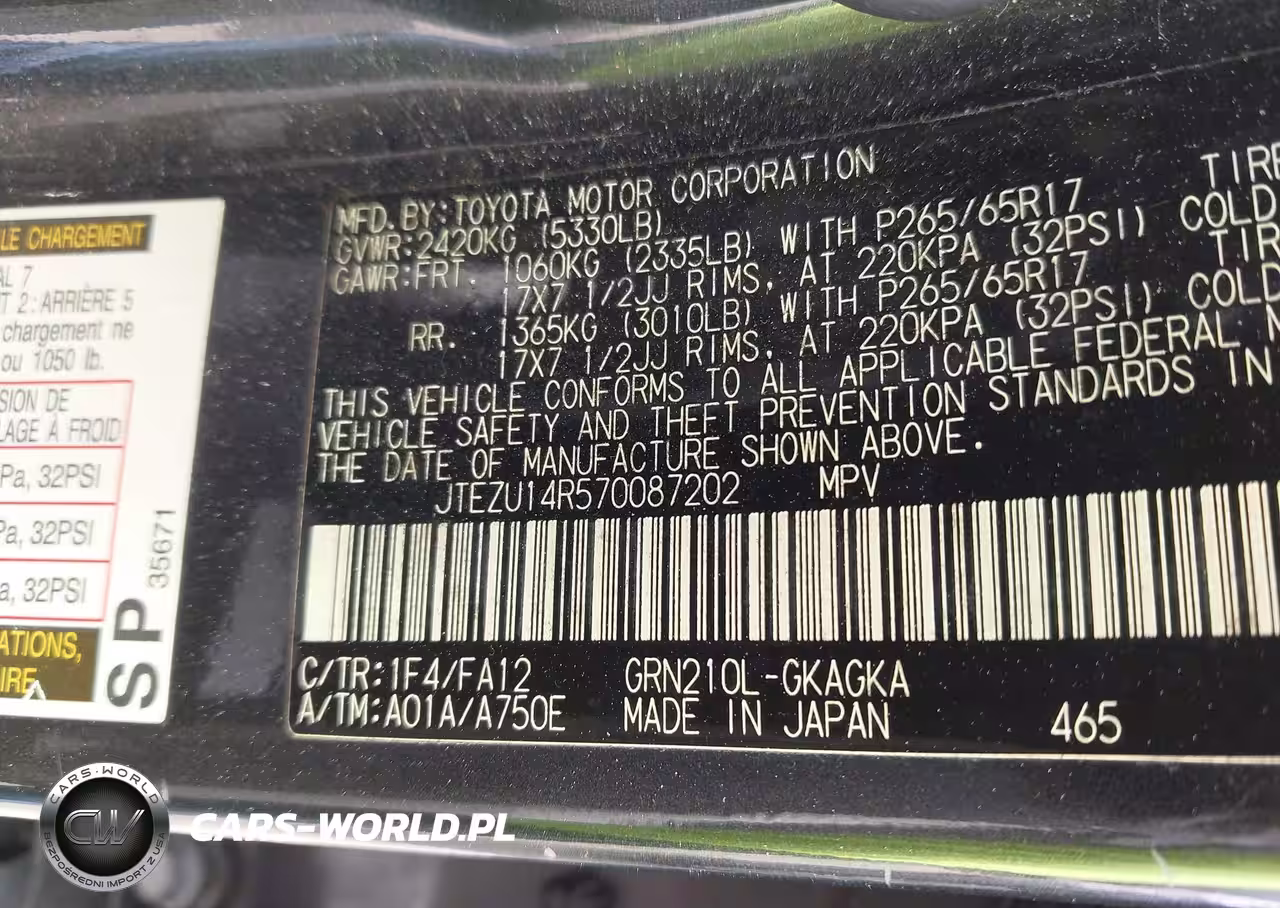 LE CHARGEMENT
AL 7
T 2: ARRIÈRE 5
chargement ne
ou 1050 lb.
SION DE
LAGE À FROID
Pa, 32PSI
Pa, 32PSI
a, 32PSI
ATIONS,
IRE
SP 35671
MFD.BY:TOYOTA MOTOR CORPORATION
GVWR:2420KG (5330LB) TIRE
GAWR:FRT. 1060KG (2335LB) WITH P265/65R17
17X7 1/2JJ RIMS, AT 220KPA (32PSI) COLD
RR. 1365KG (3010LB) WITH P265/65R17 TIR
17X7 1/2JJ RIMS, AT 220KPA (32PSI) COLD
THIS VEHICLE CONFORMS TO ALL APPLICABLE FEDERAL M
VEHICLE SAFETY AND THEFT PREVENTION STANDARDS IN
THE DATE OF MANUFACTURE SHOWN ABOVE.
JTEZU14R570087202 MPV
C/TR:1F4/FA12 GRN210L-GKAGKA
A/TM:A01A/A750E MADE IN JAPAN 465
CARS-WORLD
CW
BEZPOŚREDNI IMPORT Z USA
CARS-WORLD.PL